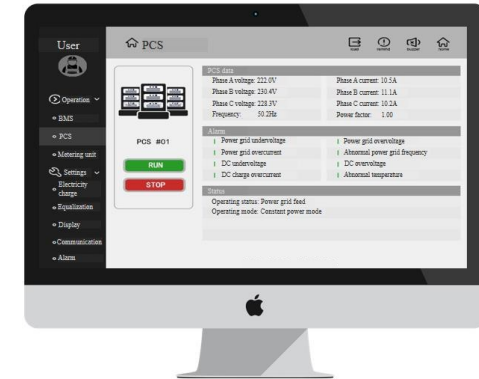 User
PCS
Operation
BMS
PCS
Metering unit
Settings
Electricity
charge
Equalization
Display
Communication
Alarm
PCS #01
RUN
STOP
PCS data
Phase A voltage: 222.0V
Phase A current: 10.5A
Phase B voltage: 230.4V
Phase B current: 11.1A
Phase C voltage: 228.3V
Phase C current: 10.2A
Frequency: 50.2Hz
Power factor: 1.00
Alarm
Power grid undervoltage
Power grid overvoltage
Power grid overcurrent
Abnormal power grid frequency
DC undervoltage
DC overvoltage
DC charge overcurrent
Abnormal temperature
Status
Operating status: Power grid feed
Operating mode: Constant power mode